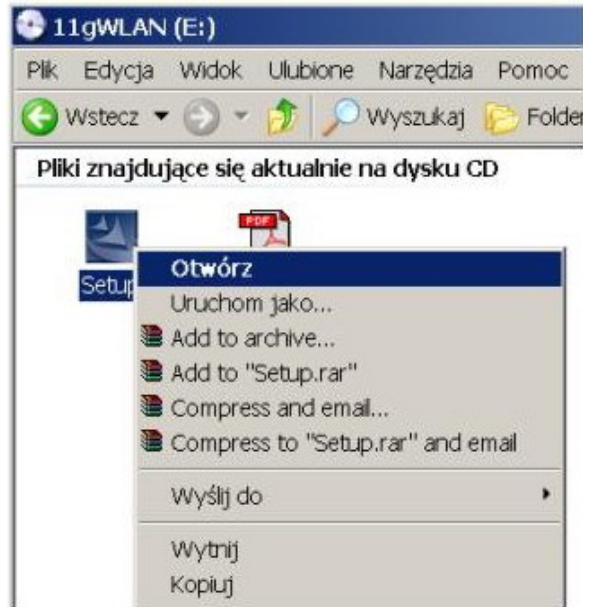 11gWLAN (E:)
Plik Edycja Widok Ulubione Narzędzia Pomoc
Wstecz Wyszukaj Folder
Pliki znajdujące się aktualnie na dysku CD
PDF
Setup
Otwórz
Uruchom jako...
Add to archive...
Add to "Setup.rar"
Compress and email...
Compress to "Setup.rar" and email
Wyślij do
Wytnij
Kopiuj